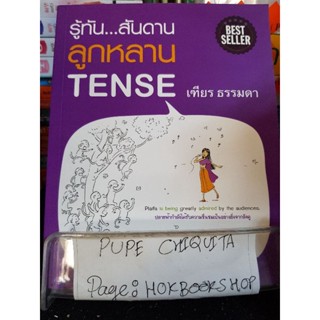 รู้ทัน...สันดาน
ลูกหลาน
TENSE
BEST
SELLER
เฑียร ธรรมดา
Plaifa is being greatly admired by the audiences.
PUPE CHIQUITA
Page: HOKBOOKSHOP